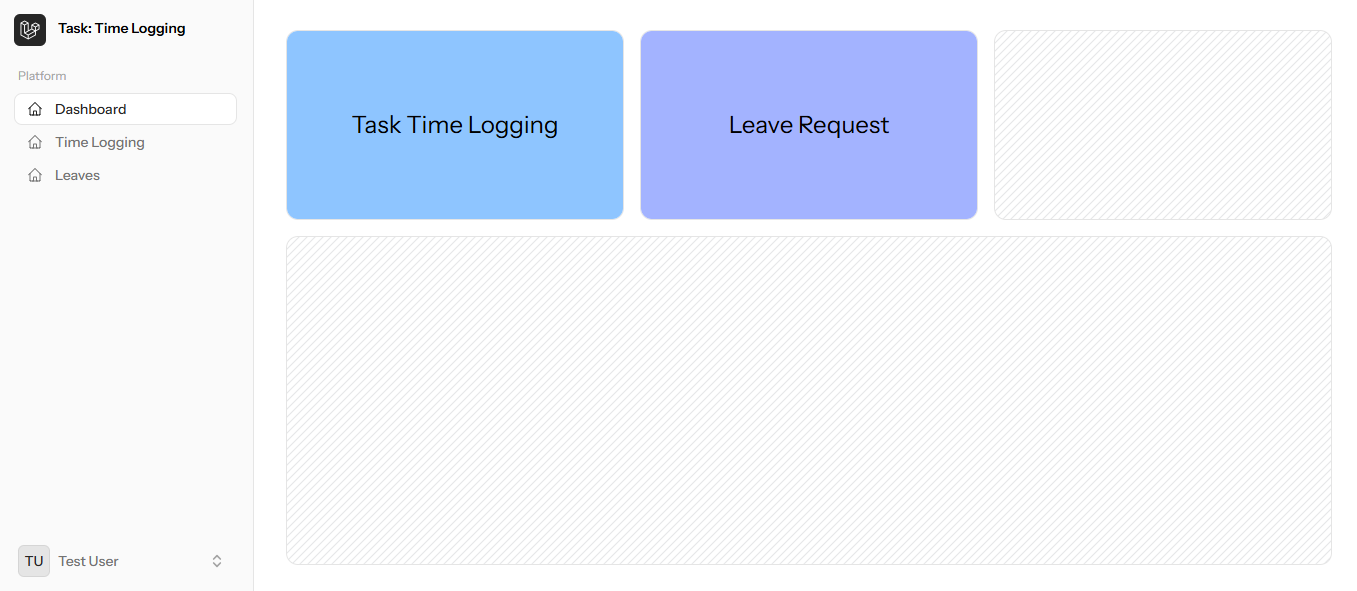 Task: Time Logging
Platform
Dashboard
Time Logging
Leaves
Task Time Logging
Leave Request
TU
Test User